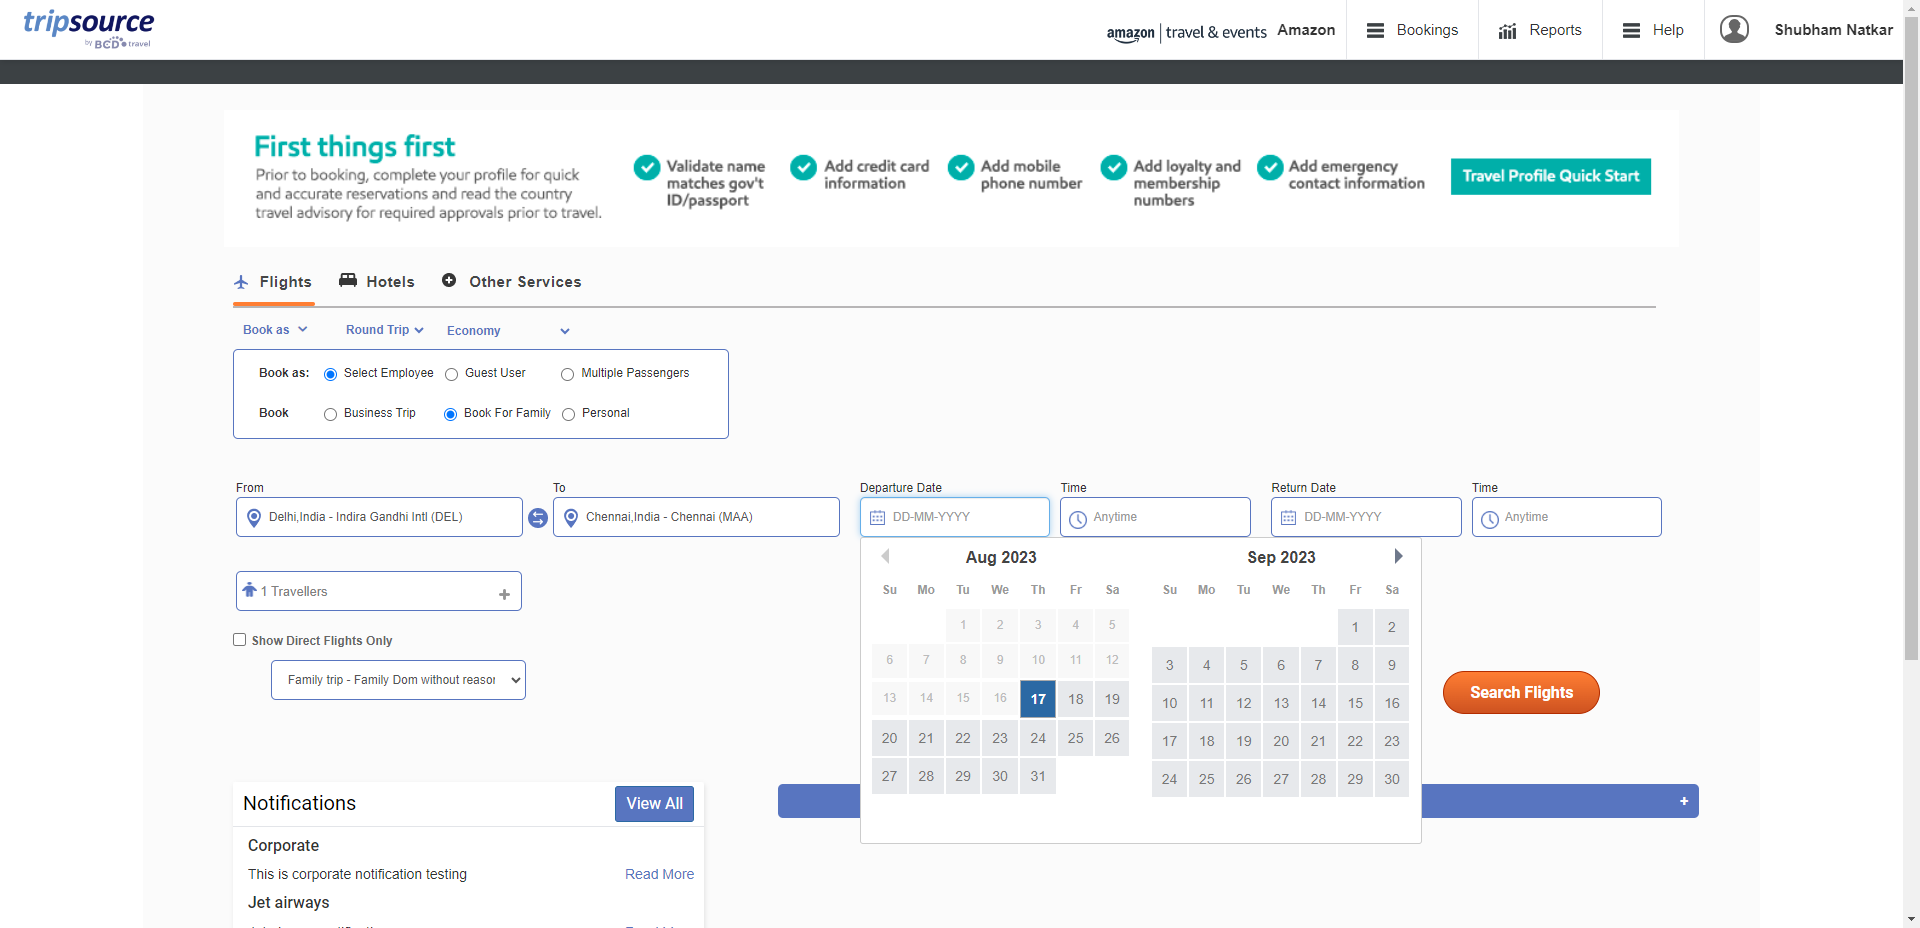 tripsource
by BCD travel
amazon | travel & events Amazon
Bookings
Reports
Help
Shubham Natkar
First things first
Prior to booking, complete your profile for quick
and accurate reservations and read the country
travel advisory for required approvals prior to travel.
Validate name
matches gov't
ID/passport
Add credit card
information
Add mobile
phone number
Add loyalty and
membership
numbers
Add emergency
contact information
Travel Profile Quick Start
Flights
Hotels
Other Services
Book as
Round Trip
Economy
Book as: Select Employee Guest User Multiple Passengers
Book Business Trip Book For Family Personal
From
Delhi,India - Indira Gandhi Intl (DEL)
To
Chennai,India - Chennai (MAA)
Departure Date
DD-MM-YYYY
Time
Anytime
Return Date
DD-MM-YYYY
Time
Anytime
Aug 2023
Su Mo Tu We Th Fr Sa
1 2 3 4 5
6 7 8 9 10 11 12
13 14 15 16 17 18 19
20 21 22 23 24 25 26
27 28 29 30 31
Sep 2023
Su Mo Tu We Th Fr Sa
1 2
3 4 5 6 7 8 9
10 11 12 13 14 15 16
17 18 19 20 21 22 23
24 25 26 27 28 29 30
1 Travellers +
Show Direct Flights Only
Family trip - Family Dom without reasor
Search Flights
+
Notifications
View All
Corporate
This is corporate notification testing
Read More
Jet airways